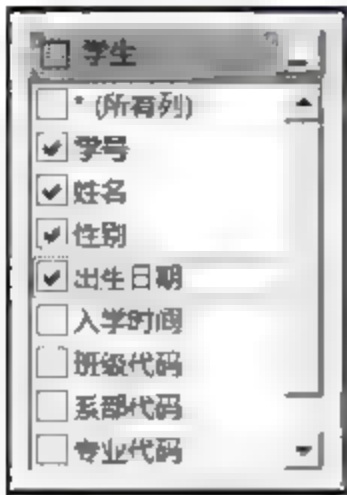 学生
* (所有列)
学号
姓名
性别
出生日期
入学时间
班级代码
系部代码
专业代码